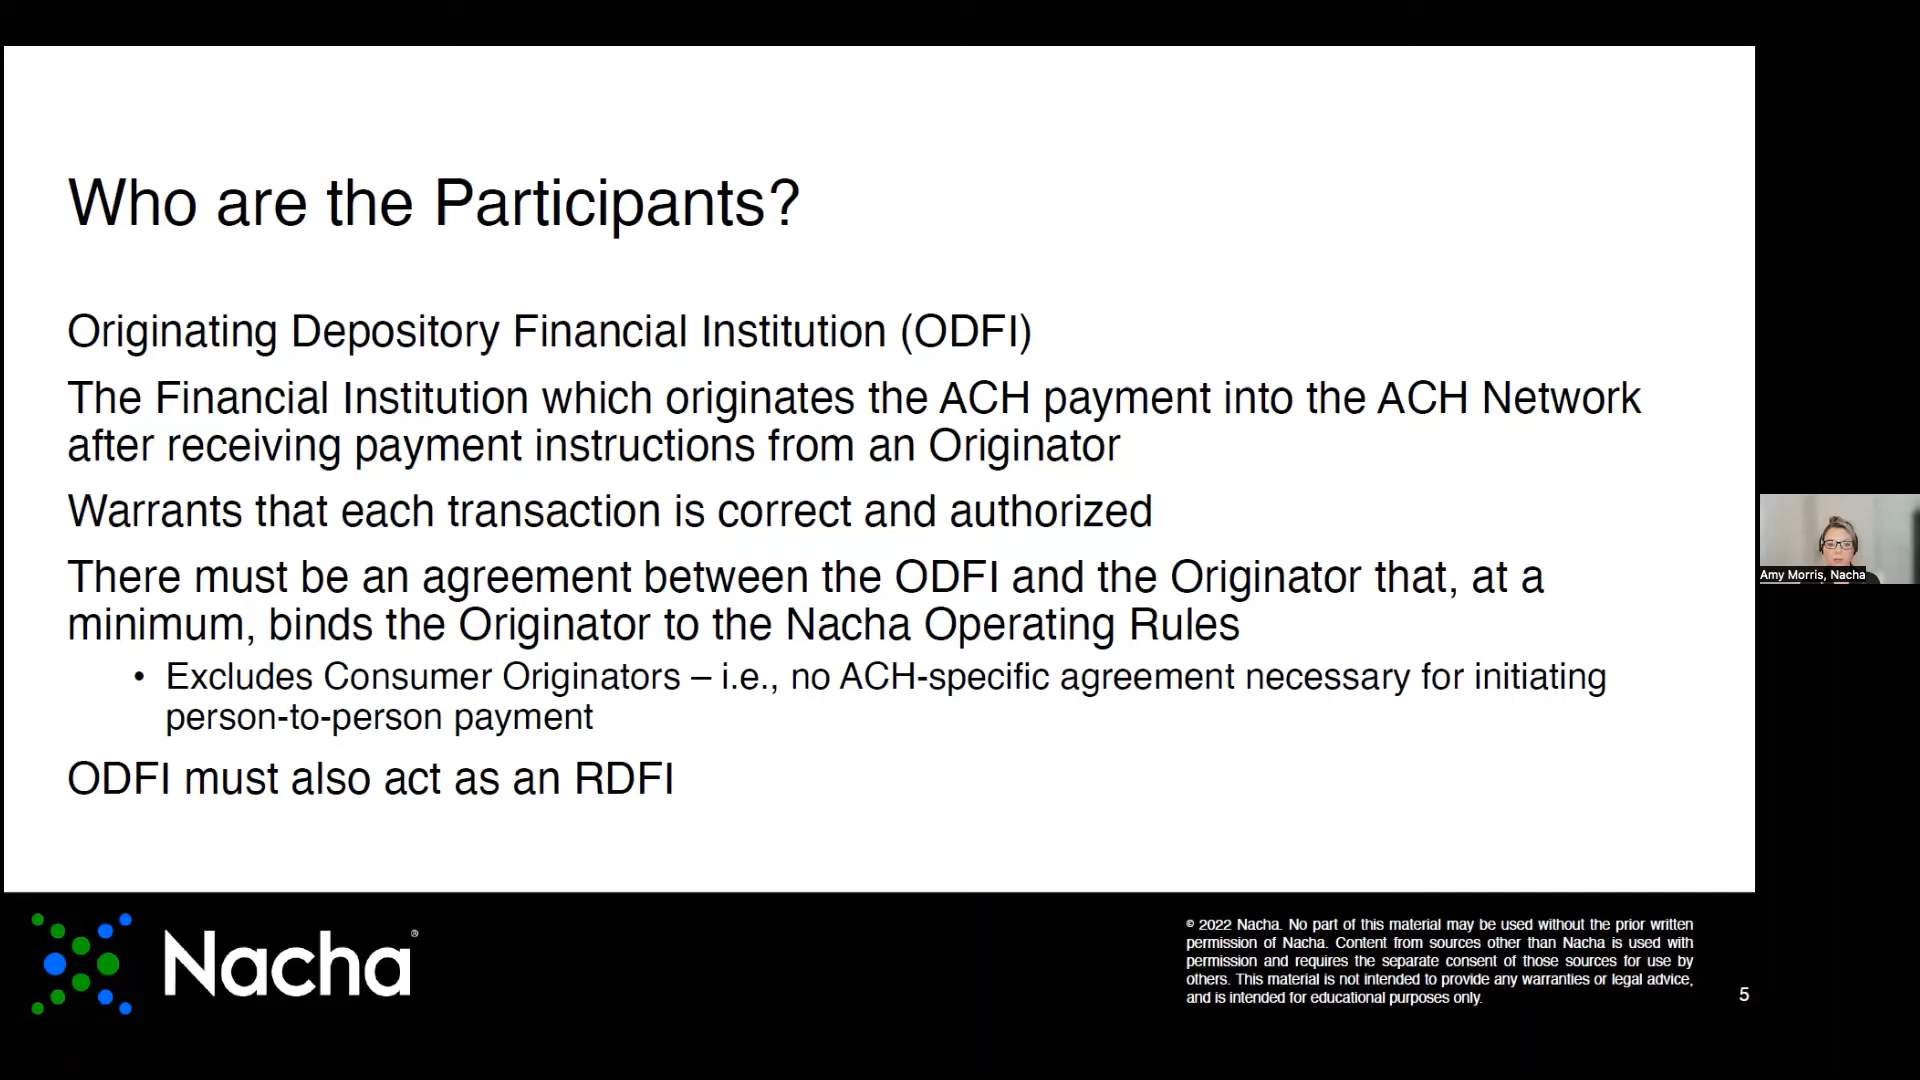 Who are the Participants?
Originating Depository Financial Institution (ODFI)
The Financial Institution which originates the ACH payment into the ACH Network
after receiving payment instructions from an Originator
Warrants that each transaction is correct and authorized
There must be an agreement between the ODFI and the Originator that, at a
minimum, binds the Originator to the Nacha Operating Rules
• Excludes Consumer Originators – i.e., no ACH-specific agreement necessary for initiating
person-to-person payment
ODFI must also act as an RDFI
Amy Morris, Nacha
Nacha®
© 2022 Nacha. No part of this material may be used without the prior written
permission of Nacha. Content from sources other than Nacha is used with
permission and requires the separate consent of those sources for use by
others. This material is not intended to provide any warranties or legal advice,
and is intended for educational purposes only.
5